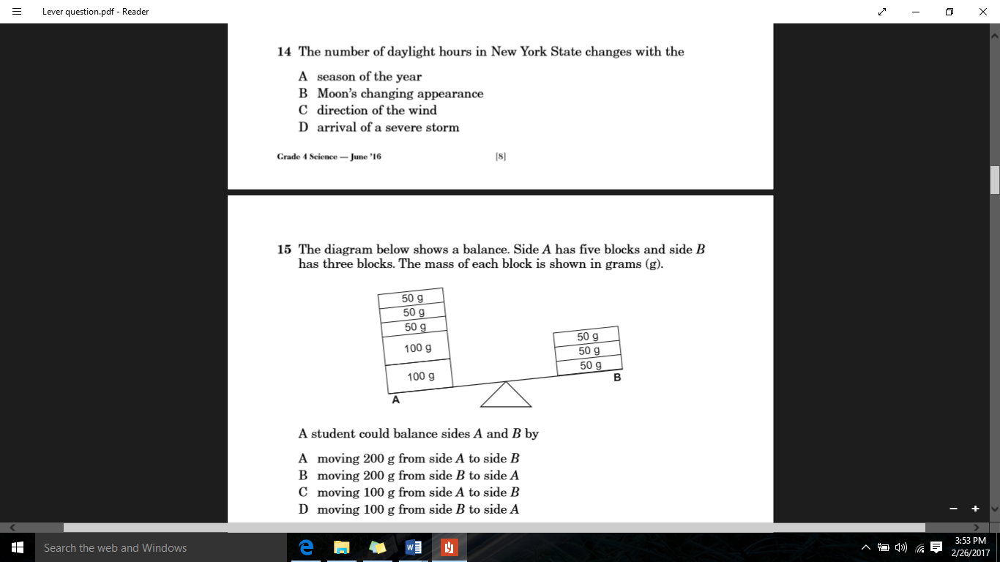 Lever question.pdf - Reader
14 The number of daylight hours in New York State changes with the
A season of the year
B Moon's changing appearance
C direction of the wind
D arrival of a severe storm
Grade 4 Science — June '16 [8]
15 The diagram below shows a balance. Side A has five blocks and side B
has three blocks. The mass of each block is shown in grams (g).
50 g
50 g
50 g
100 g
100 g
A
50 g
50 g
50 g
B
A student could balance sides A and B by
A moving 200 g from side A to side B
B moving 200 g from side B to side A
C moving 100 g from side A to side B
D moving 100 g from side B to side A
Search the web and Windows
3:53 PM
2/26/2017